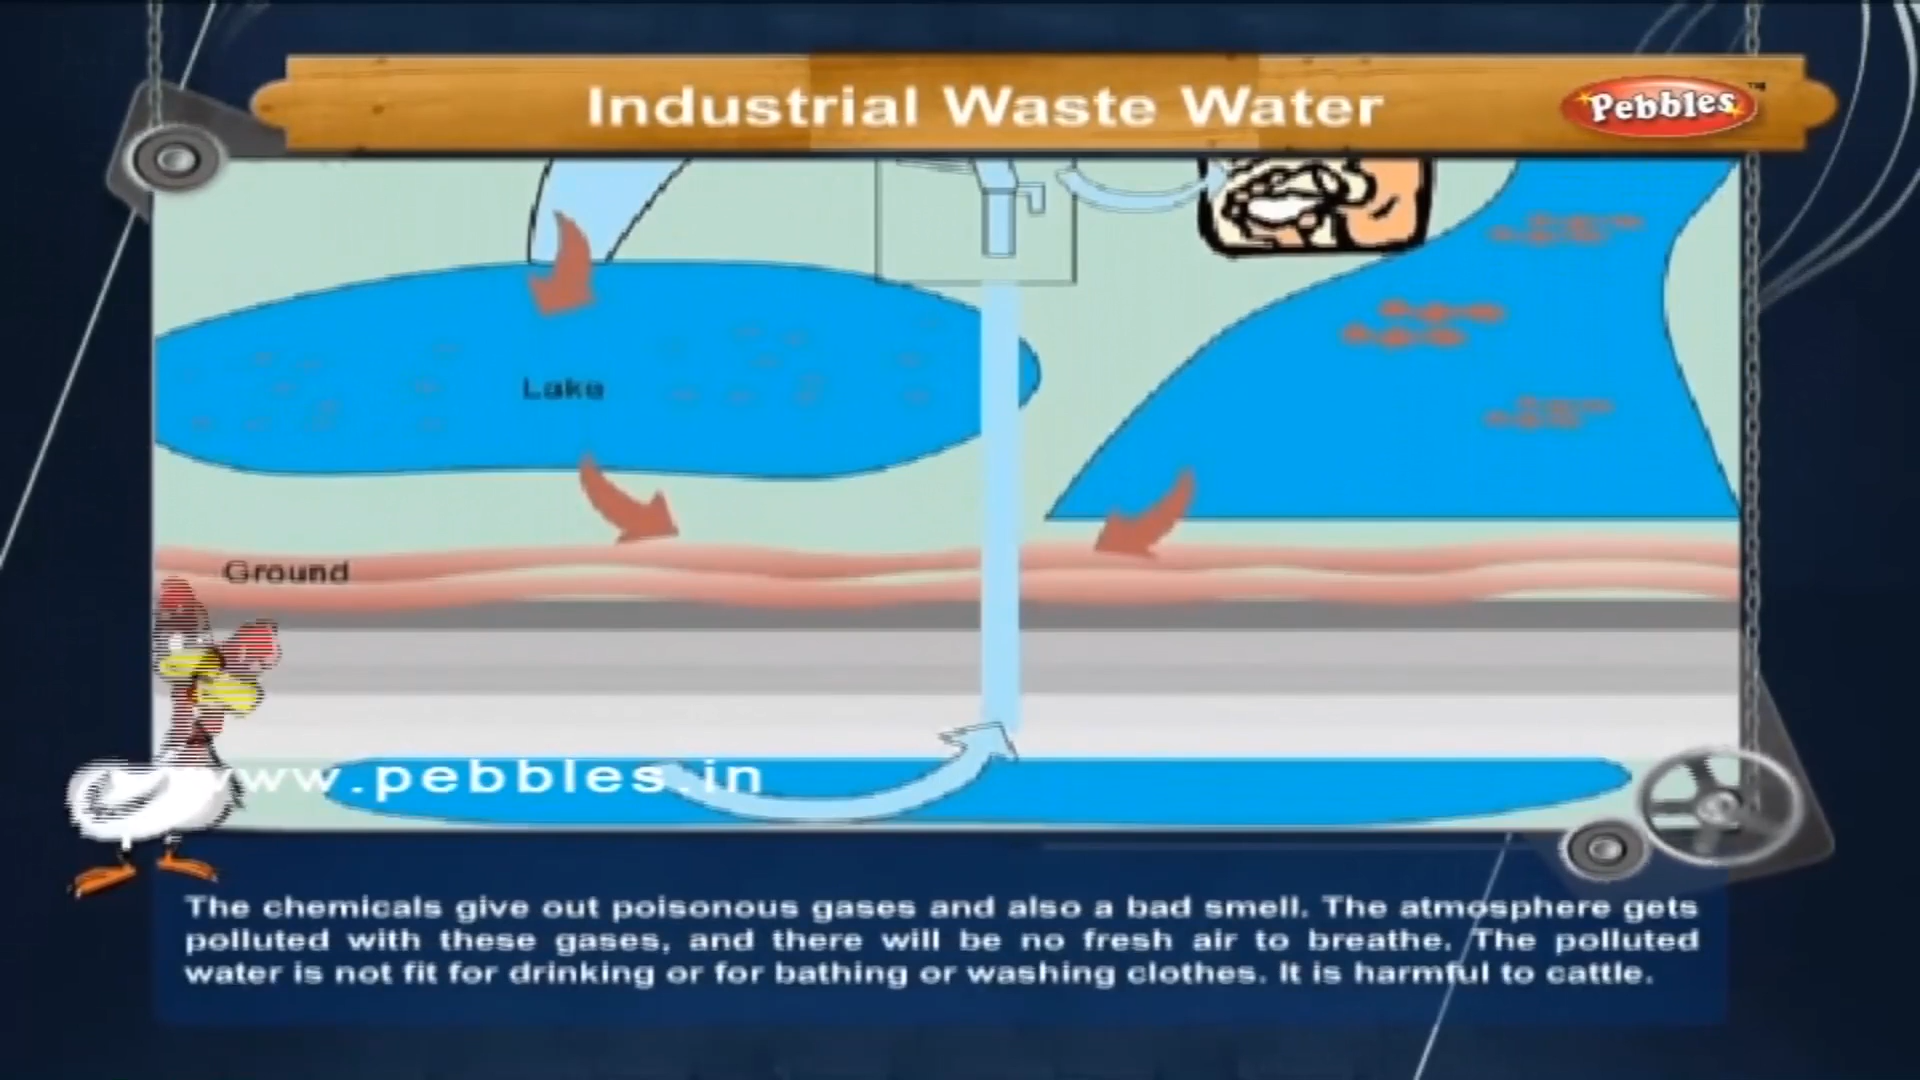 Industrial Waste Water
Pebbles™
Lake
Ground
www.pebbles.in
The chemicals give out poisonous gases and also a bad smell. The atmosphere gets
polluted with these gases, and there will be no fresh air to breathe. The polluted
water is not fit for drinking or for bathing or washing clothes. It is harmful to cattle.